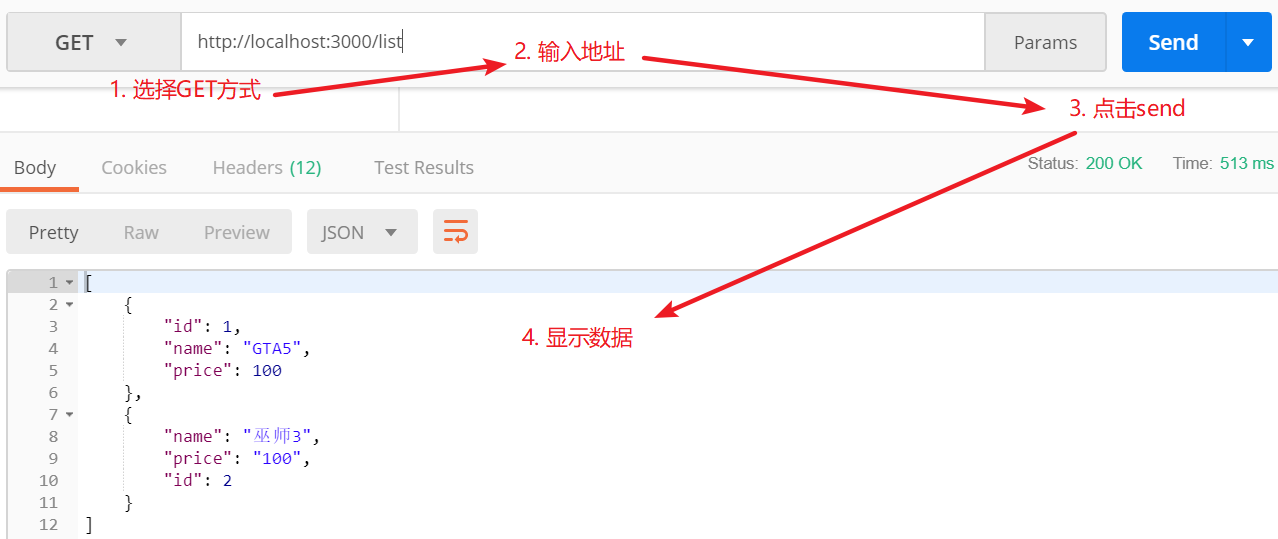 GET
http://localhost:3000/list
Params
Send
1. 选择GET方式
2. 输入地址
3. 点击send
Body
Cookies
Headers (12)
Test Results
Status: 200 OK
Time: 513 ms
Pretty
Raw
Preview
JSON
4. 显示数据
1 [
2 {
3 "id": 1,
4 "name": "GTA5",
5 "price": 100
6 },
7 {
8 "name": "巫师3",
9 "price": "100",
10 "id": 2
11 }
12 ]